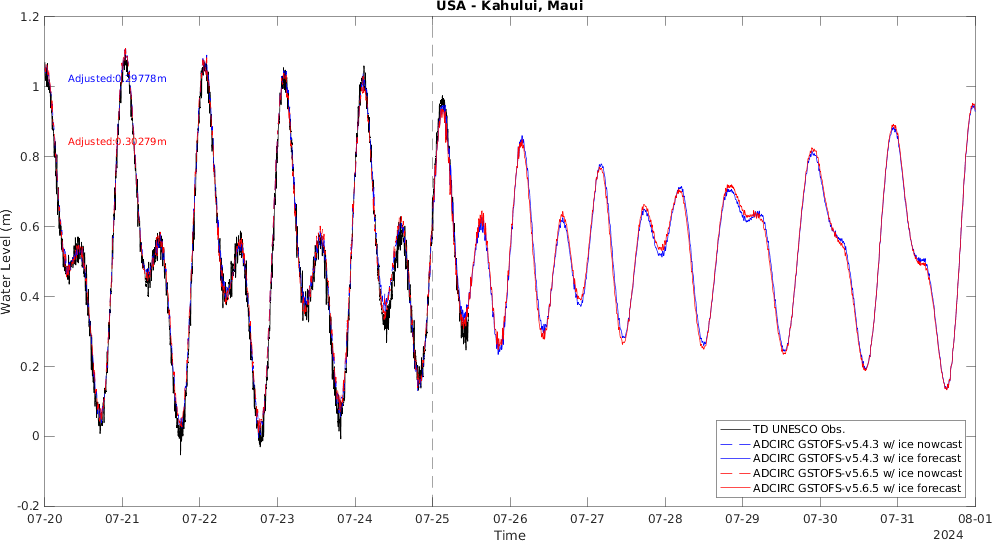 USA - Kahului, Maui
1.2
1
0.8
0.6
0.4
0.2
0
-0.2
Water Level (m)
Adjusted:0.29778m
Adjusted:0.30279m
TD UNESCO Obs.
ADCIRC GSTOFS-v5.4.3 w/ ice nowcast
ADCIRC GSTOFS-v5.4.3 w/ ice forecast
ADCIRC GSTOFS-v5.6.5 w/ ice nowcast
ADCIRC GSTOFS-v5.6.5 w/ ice forecast
07-20 07-21 07-22 07-23 07-24 07-25 07-26 07-27 07-28 07-29 07-30 07-31 08-01
Time
2024